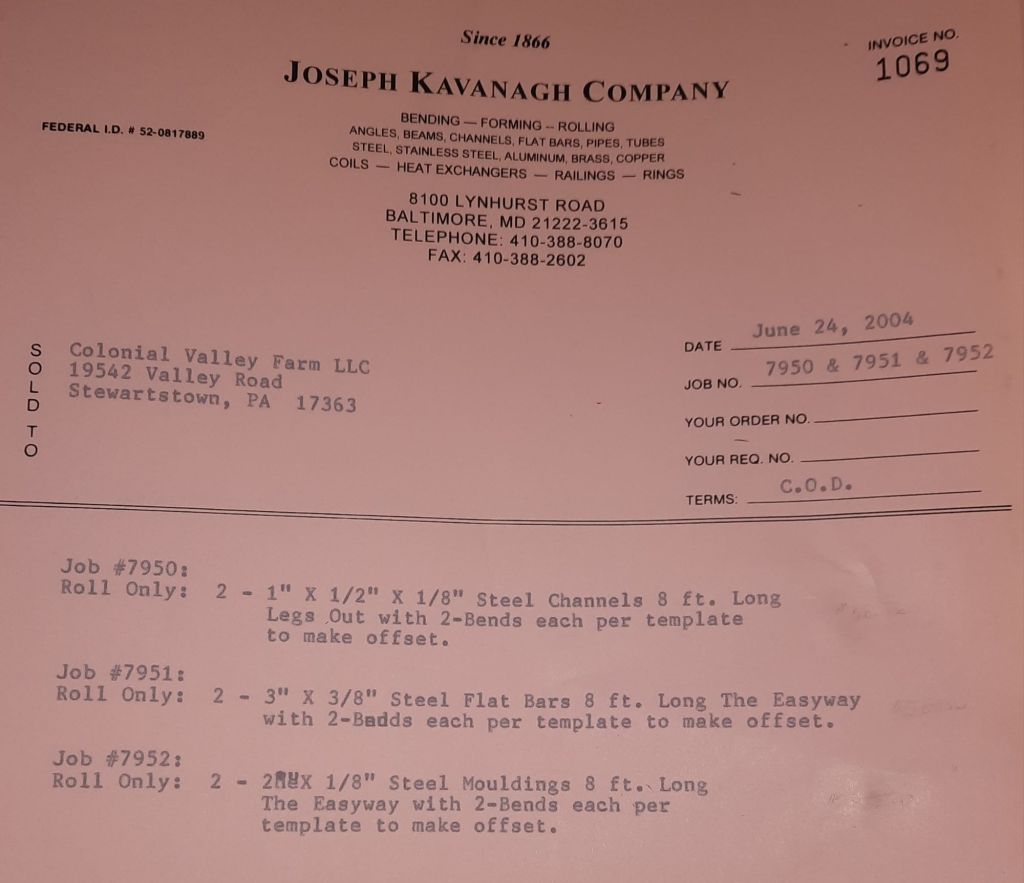 Since 1866
INVOICE NO.
1069
JOSEPH KAVANAGH COMPANY
FEDERAL I.D. # 52-0817889
BENDING — FORMING — ROLLING
ANGLES, BEAMS, CHANNELS, FLAT BARS, PIPES, TUBES
STEEL, STAINLESS STEEL, ALUMINUM, BRASS, COPPER
COILS — HEAT EXCHANGERS — RAILINGS — RINGS
8100 LYNHURST ROAD
BALTIMORE, MD 21222-3615
TELEPHONE: 410-388-8070
FAX: 410-388-2602
SOLD TO
Colonial Valley Farm LLC
19542 Valley Road
Stewartstown, PA 17363
DATE June 24, 2004
JOB NO. 7950 & 7951 & 7952
YOUR ORDER NO.
YOUR REQ. NO.
TERMS: C.O.D.
Job #7950:
Roll Only: 2 - 1" X 1/2" X 1/8" Steel Channels 8 ft. Long
Legs Out with 2-Bends each per template
to make offset.
Job #7951:
Roll Only: 2 - 3" X 3/8" Steel Flat Bars 8 ft. Long The Easyway
with 2-Badds each per template to make offset.
Job #7952:
Roll Only: 2 - X 1/8" Steel Mouldings 8 ft. Long
The Easyway with 2-Bends each per
template to make offset.